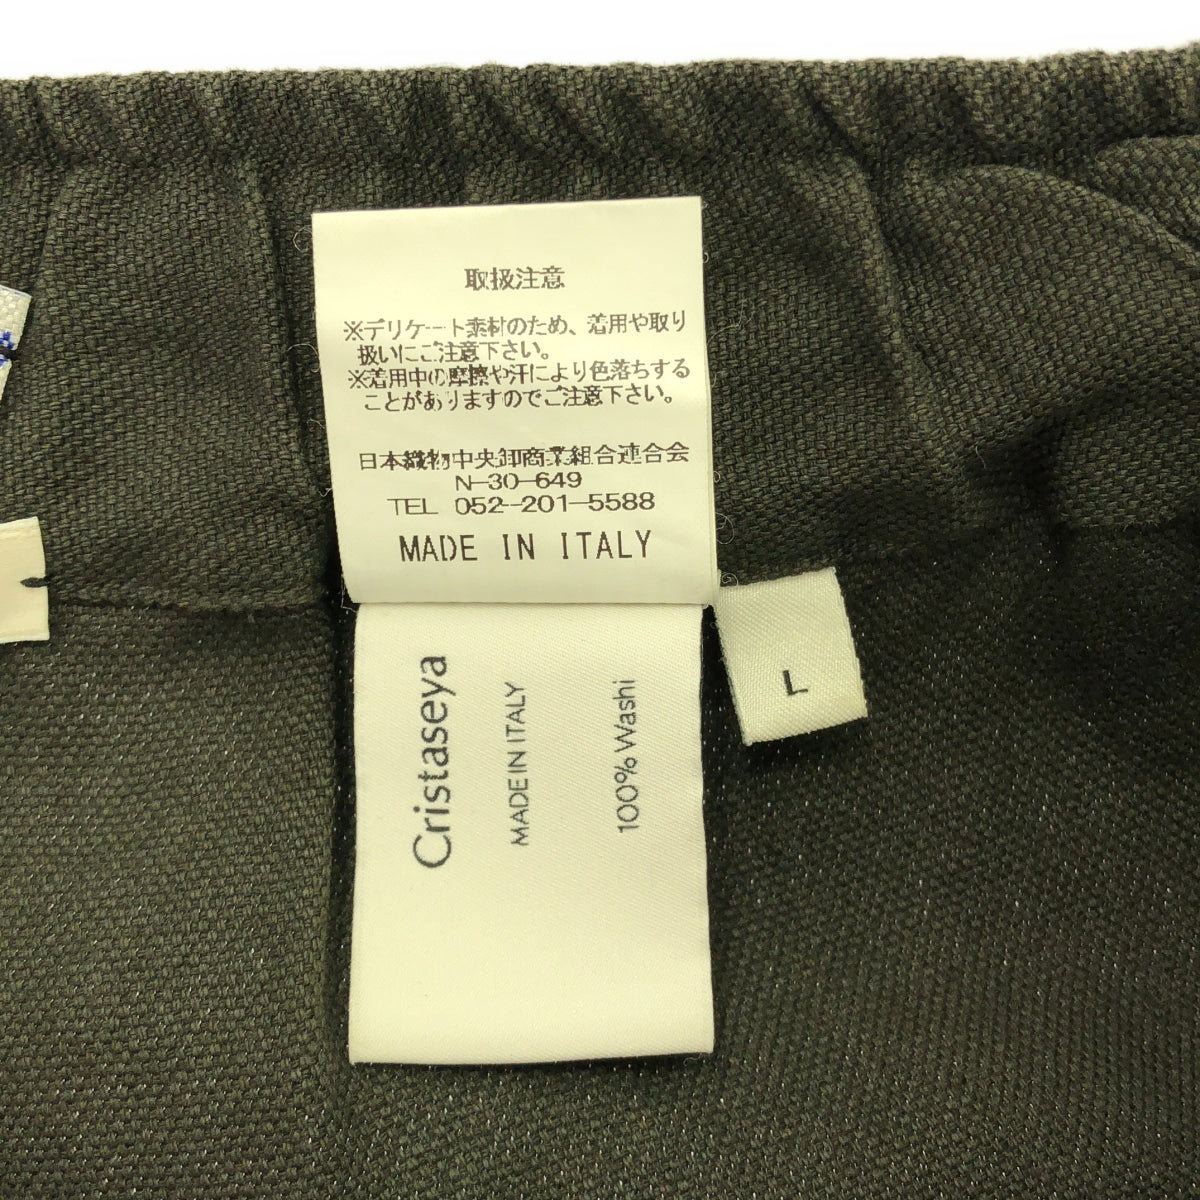 取扱注意
※デリケート素材のため、着用や取り
扱いにご注意下さい。
※着用中の摩擦や汗により色落ちする
ことがありますのでご注意下さい。
日本織物中央卸商業組合連合会
N-30-649
TEL 052-201-5588
MADE IN ITALY
Cristaseya
MADE IN ITALY
100% Washi
L